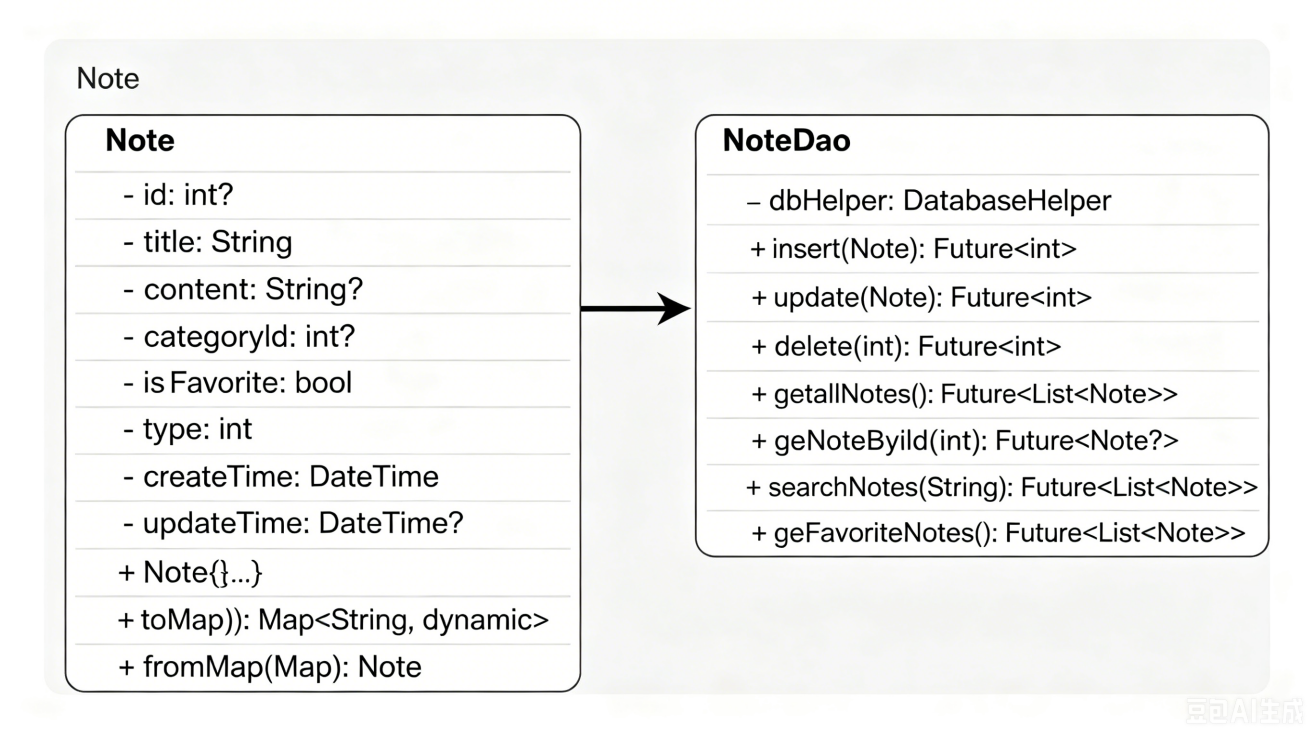 Note
Note
- id: int?
- title: String
- content: String?
- categoryId: int?
- is Favorite: bool
- type: int
- createTime: DateTime
- updateTime: DateTime?
+ Note{}...}
+ toMap)): Map<String, dynamic>
+ fromMap(Map): Note
NoteDao
– dbHelper: DatabaseHelper
+ insert(Note): Future<int>
+ update(Note): Future<int>
+ delete(int): Future<int>
+ getallNotes(): Future<List<Note>>
+ geNoteByild(int): Future<Note?>
+ searchNotes(String): Future<List<Note>>
+ geFavoriteNotes(): Future<List<Note>>
豆包AI生成